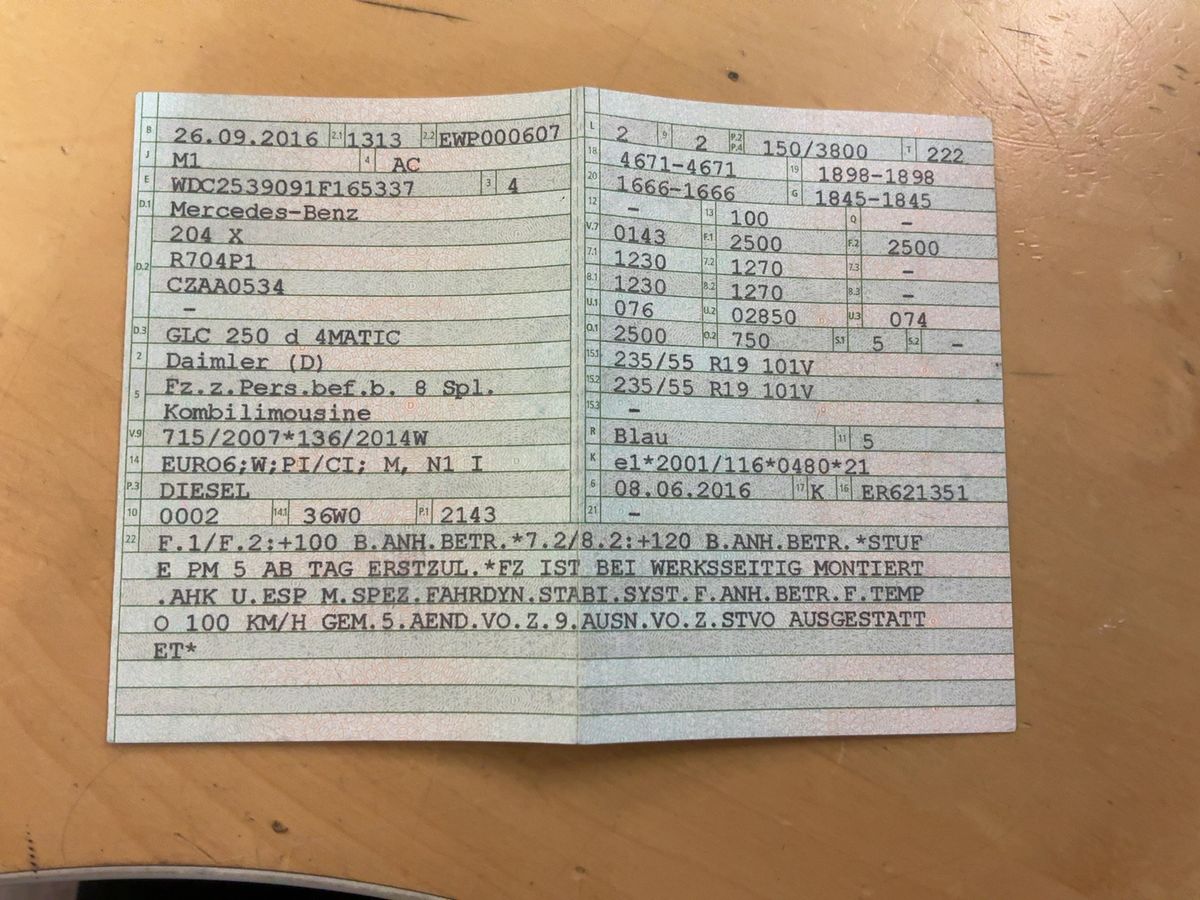 B 26.09.2016 2.1 1313 2.2 EWP000607
J M1 4 AC
E WDC2539091F165337 3 4
D.1 Mercedes-Benz
204 X
D.2 R704P1
CZAA0534
–
D.3 GLC 250 d 4MATIC
2 Daimler (D)
5 Fz.z.Pers.bef.b. 8 Spl.
Kombilimousine
V.9 715/2007*136/2014W
14 EURO6;W;PI/CI; M, N1 I
P.3 DIESEL
10 0002 14.1 36W0 P.1 2143
L 2 9 2 P.2 P.4 150/3800 T 222
18 4671-4671 19 1898-1898
20 1666-1666 G 1845-1845
12 – 13 100 Q –
V.7 0143 F.1 2500 F.2 2500
7.1 1230 7.2 1270 7.3 –
8.1 1230 8.2 1270 8.3 –
U.1 076 U.2 02850 U.3 074
O.1 2500 O.2 750 S.1 5 S.2 –
15.1 235/55 R19 101V
15.2 235/55 R19 101V
15.3 –
R Blau 11 5
K e1*2001/116*0480*21
6 08.06.2016 17 K 16 ER621351
21 –
22 F.1/F.2:+100 B.ANH.BETR.*7.2/8.2:+120 B.ANH.BETR.*STUF
E PM 5 AB TAG ERSTZUL.*FZ IST BEI WERKSSEITIG MONTIERT
.AHK U.ESP M.SPEZ.FAHRDYN.STABI.SYST.F.ANH.BETR.F.TEMP
O 100 KM/H GEM.5.AEND.VO.Z.9.AUSN.VO.Z.STVO AUSGESTATT
ET*